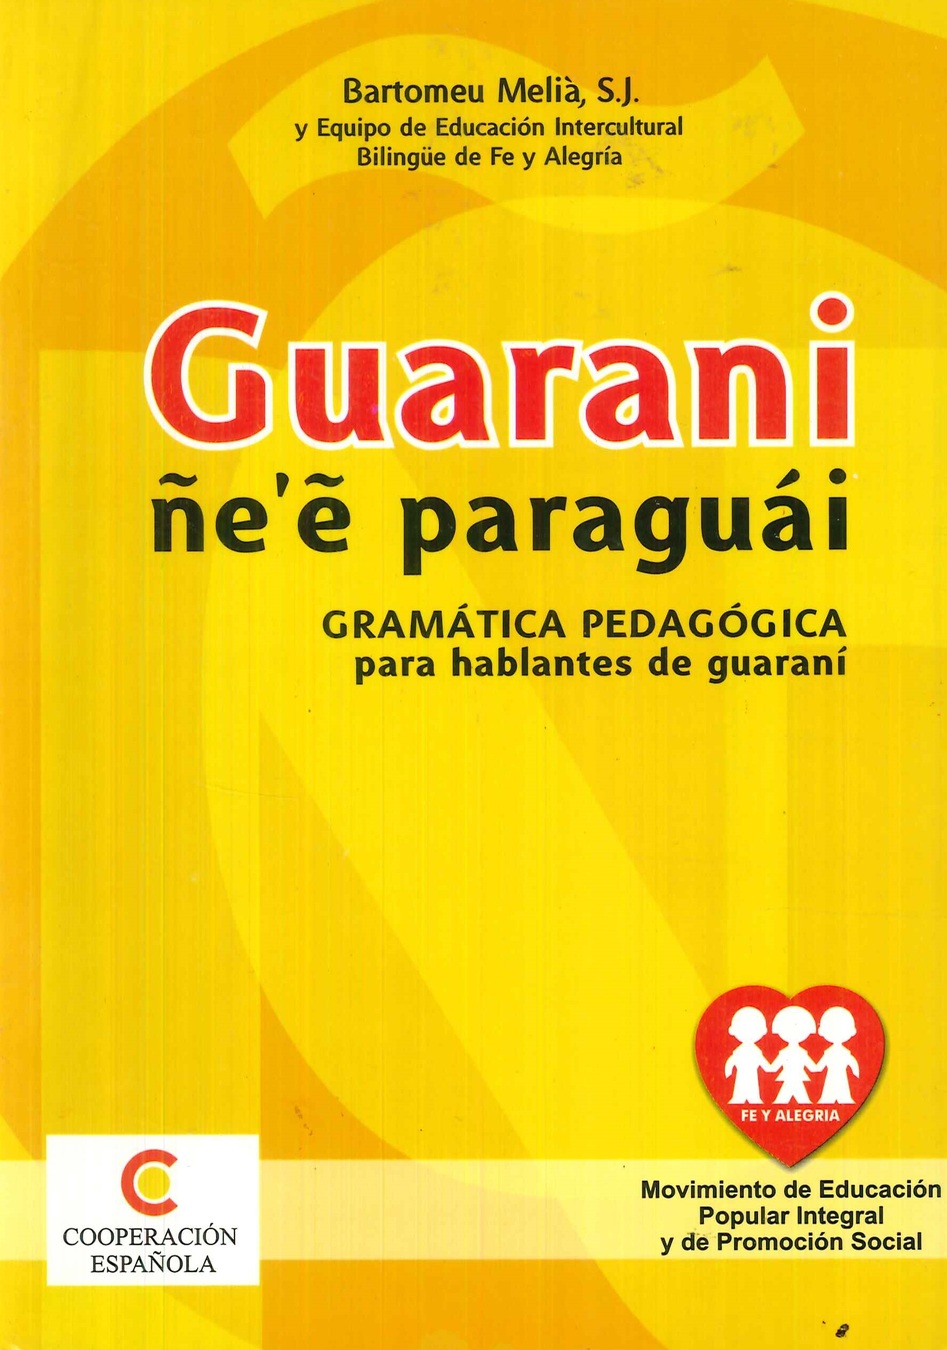 Bartomeu Melià, S.J.
y Equipo de Educación Intercultural
Bilingüe de Fe y Alegría
Guarani
ñe'ẽ paraguái
GRAMÁTICA PEDAGÓGICA
para hablantes de guaraní
FE Y ALEGRIA
Movimiento de Educación
Popular Integral
y de Promoción Social
COOPERACIÓN
ESPAÑOLA